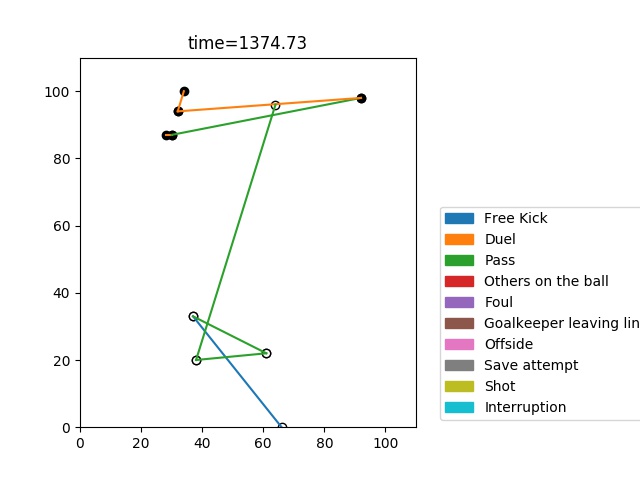 time=1374.73
100
80
60
40
20
0
0 20 40 60 80 100
Free Kick
Duel
Pass
Others on the ball
Foul
Goalkeeper leaving lin
Offside
Save attempt
Shot
Interruption